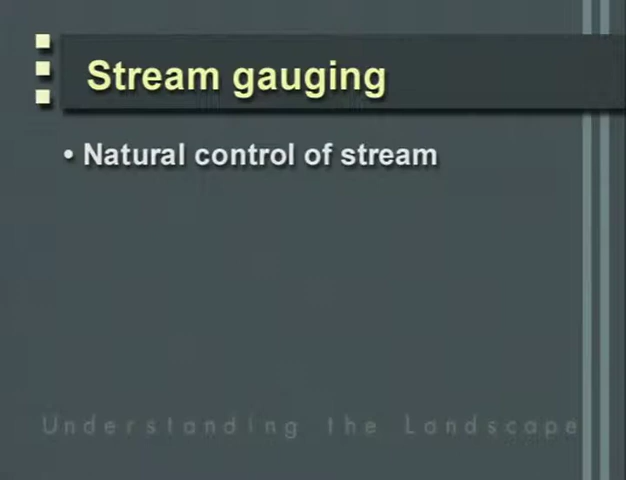 Stream gauging
• Natural control of stream
Understanding the Landscape